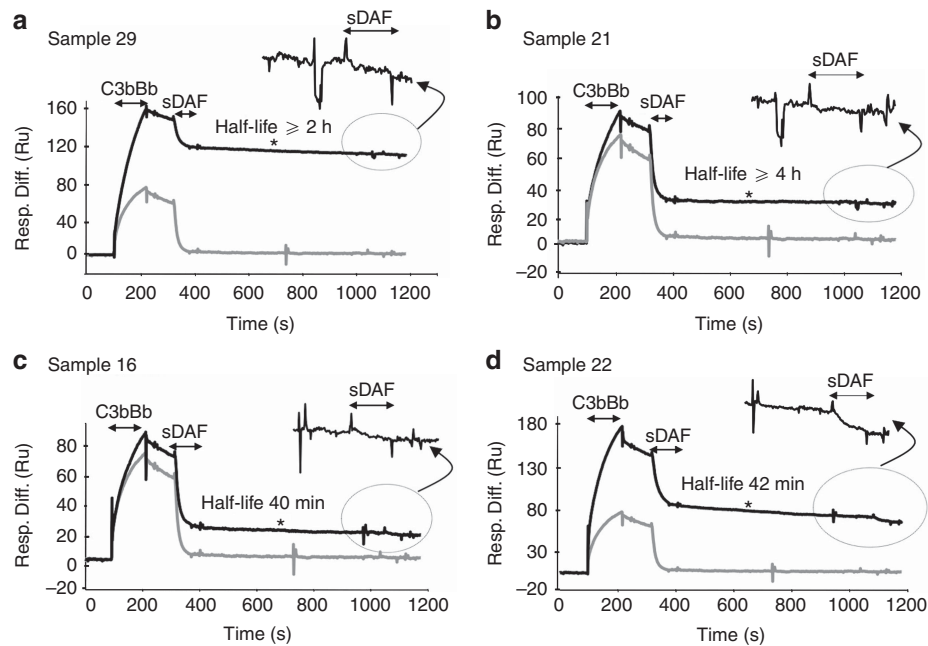 a
Sample 29
sDAF
C3bBb
sDAF
Half-life ⩾ 2 h
*
Resp. Diff. (Ru)
160
120
80
40
0
0 200 400 600 800 1000 1200
Time (s)
b
Sample 21
sDAF
C3bBb
sDAF
Half-life ⩾ 4 h
*
Resp. Diff. (Ru)
100
80
60
40
20
0
–20
0 200 400 600 800 1000 1200
Time (s)
c
Sample 16
sDAF
C3bBb
sDAF
Half-life 40 min
*
Resp. Diff. (Ru)
80
60
40
20
0
–20
0 200 400 600 800 1000 1200
Time (s)
d
Sample 22
sDAF
C3bBb
sDAF
Half-life 42 min
*
Resp. Diff. (Ru)
180
130
80
30
–20
0 200 400 600 800 1000 1200
Time (s)